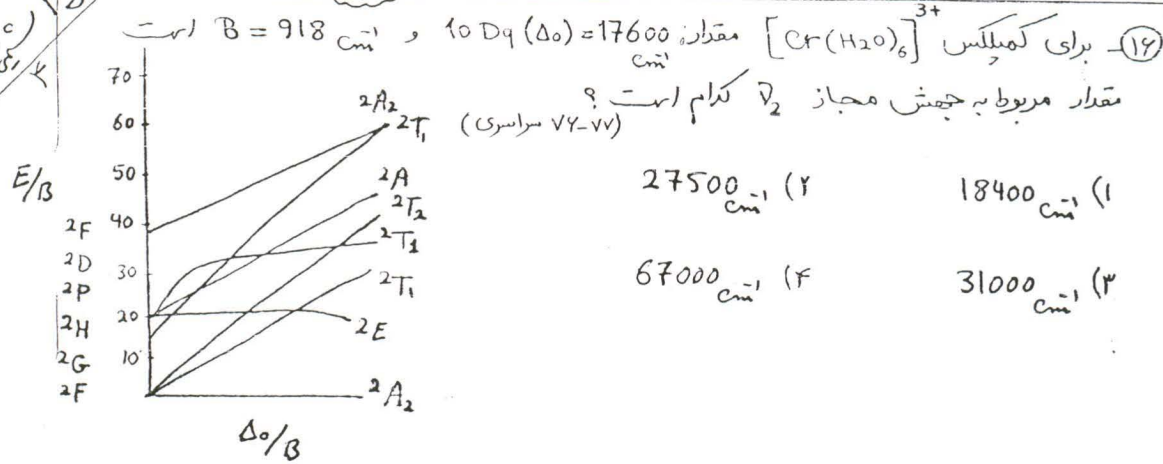 ۱۶- برای کمپلکس [Cr(H2O)6]3+ مقدار 10 Dq (Δo) = 17600 cm-1 و B = 918 cm-1 است
مقدار مربوط به جهش مجاز ν2 کدام است ؟
(سراسری ۷۷-۷۶)
۱) 18400 cm-1
۲) 27500 cm-1
۳) 31000 cm-1
۴) 67000 cm-1
E/B
70
60
50
40
30
20
10
2F
2D
2P
2H
2G
2F
2A2
2T1
2A
2T2
2T1
2T1
2E
2A2
Δo/B